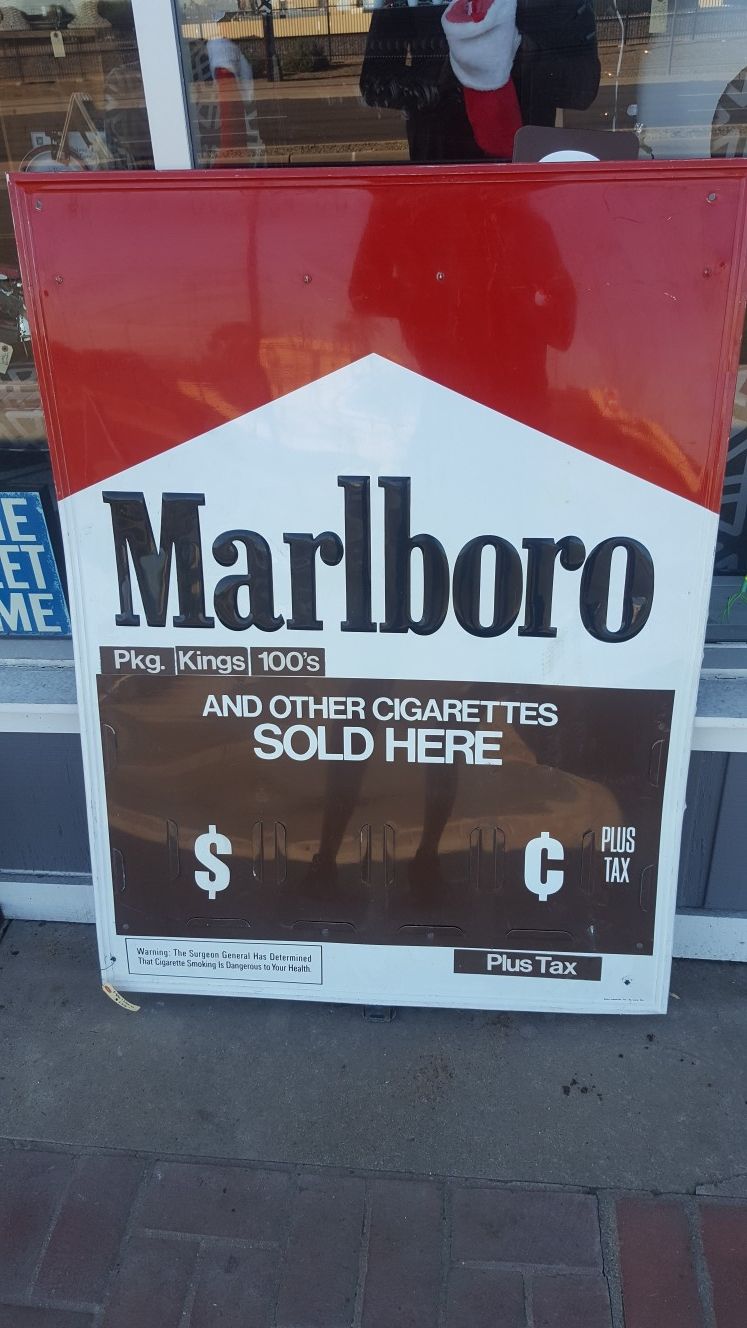 Marlboro
Pkg. Kings 100's
AND OTHER CIGARETTES
SOLD HERE
$ ¢ PLUS
TAX
Warning: The Surgeon General Has Determined
That Cigarette Smoking Is Dangerous to Your Health.
Plus Tax
ME